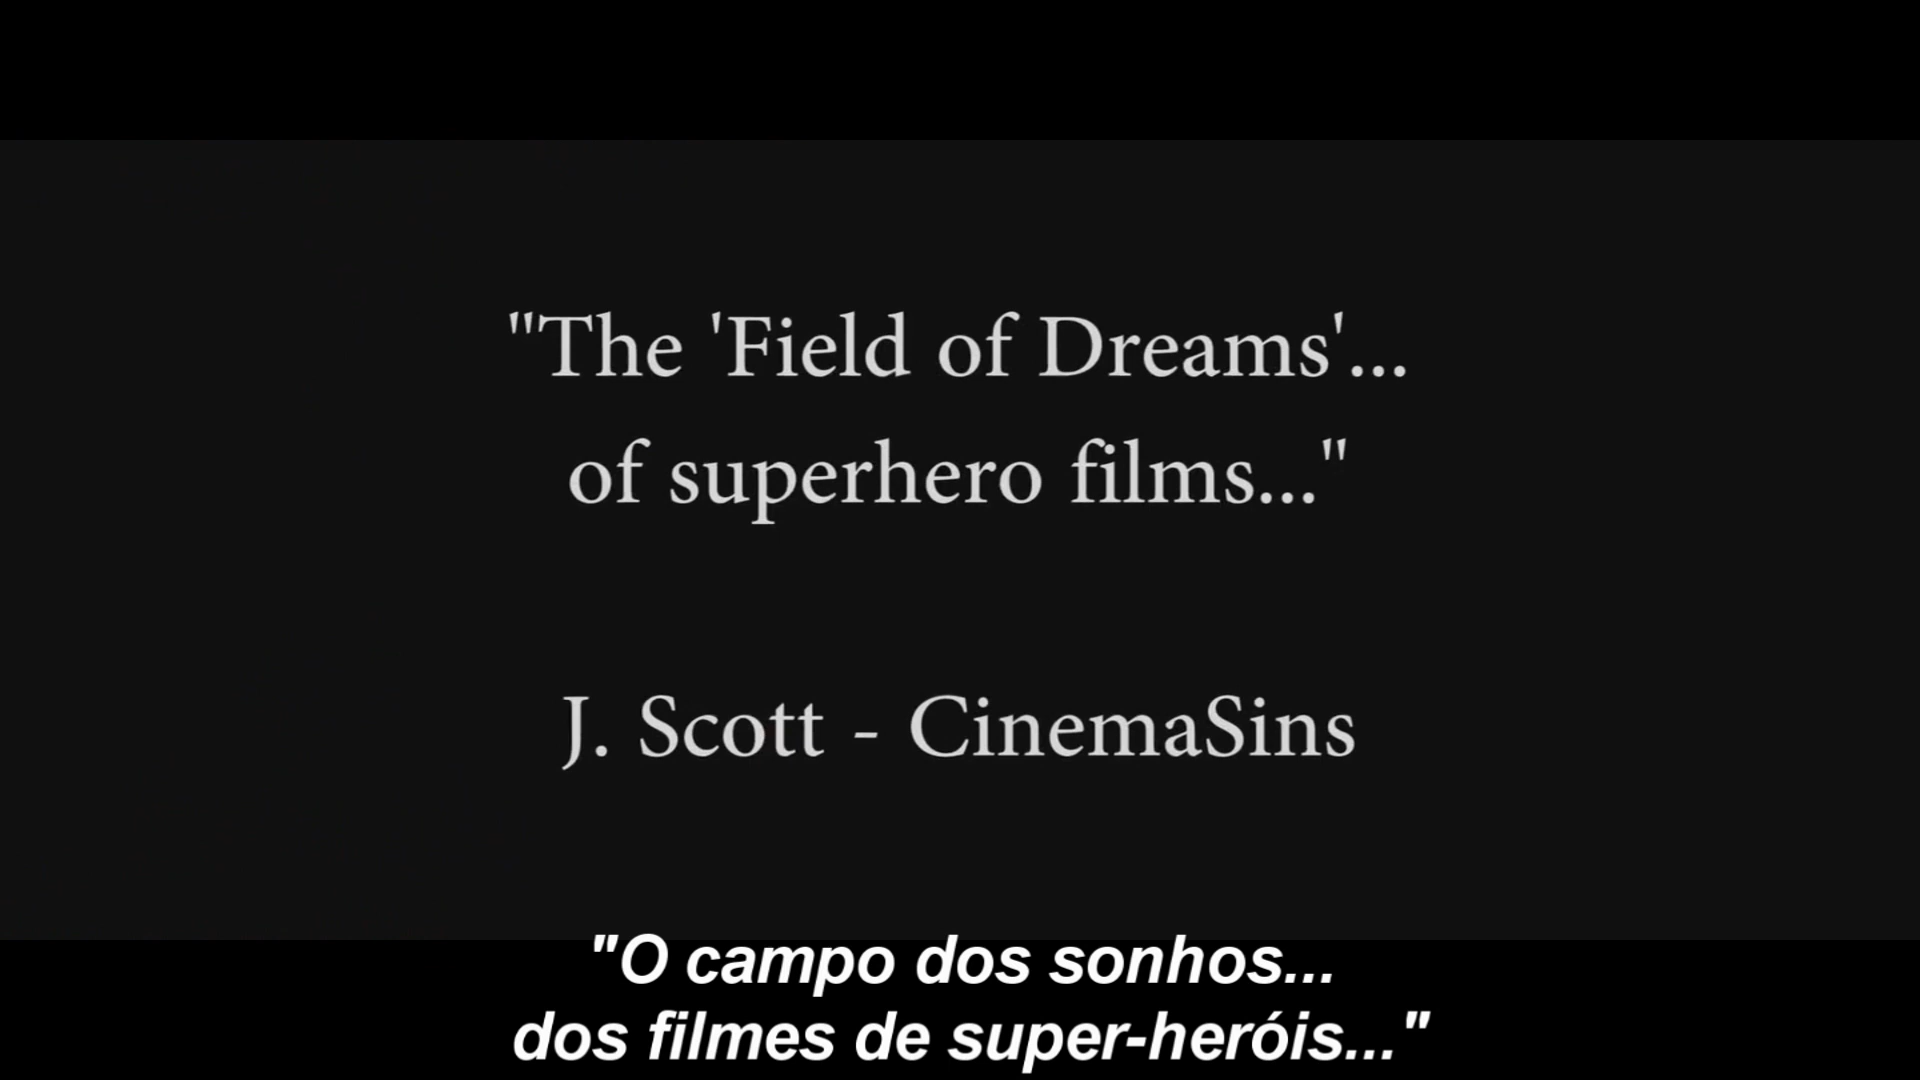 "The 'Field of Dreams'...
of superhero films..."
J. Scott - CinemaSins
"O campo dos sonhos...
dos filmes de super-heróis..."